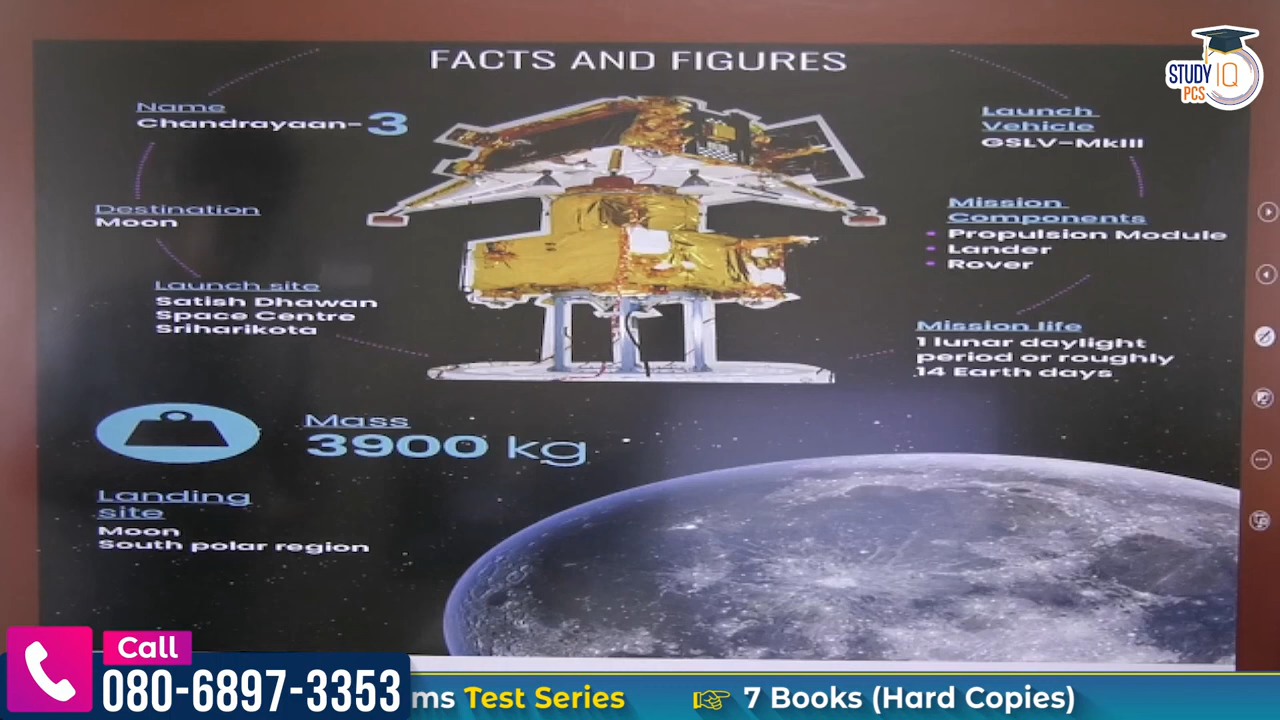 FACTS AND FIGURES
STUDY IQ
PCS
Name
Chandrayaan-3
Destination
Moon
Launch site
Satish Dhawan
Space Centre
Sriharikota
Launch
Vehicle
GSLV-MkIII
Mission
Components
Propulsion Module
Lander
Rover
Mission life
1 lunar daylight
period or roughly
14 Earth days
Mass
3900 kg
Landing
site
Moon
South polar region
Call
080-6897-3353
ms Test Series
7 Books (Hard Copies)